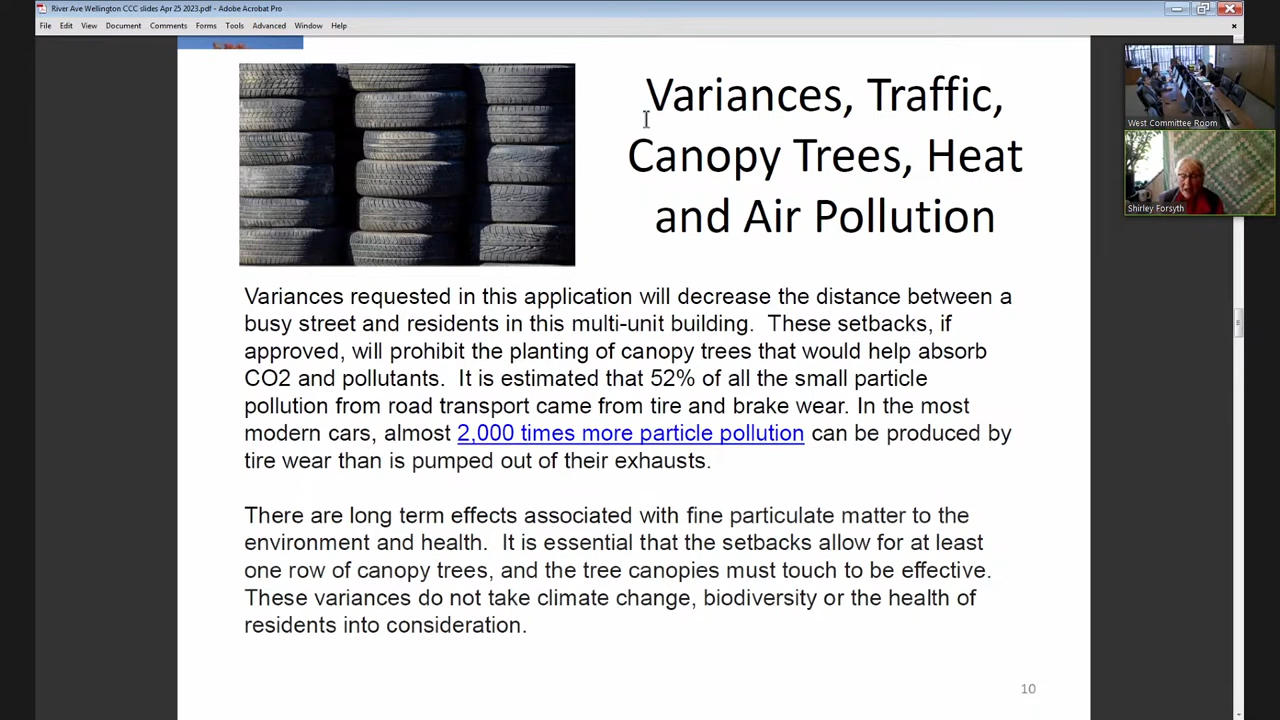 River Ave Wellington CCC slides Apr 25 2023.pdf - Adobe Acrobat Pro
File Edit View Document Comments Forms Tools Advanced Window Help
Variances, Traffic,
Canopy Trees, Heat
and Air Pollution
West Committee Room
Shirley Forsyth
Variances requested in this application will decrease the distance between a
busy street and residents in this multi-unit building.  These setbacks, if
approved, will prohibit the planting of canopy trees that would help absorb
CO2 and pollutants.  It is estimated that 52% of all the small particle
pollution from road transport came from tire and brake wear. In the most
modern cars, almost 2,000 times more particle pollution can be produced by
tire wear than is pumped out of their exhausts.
There are long term effects associated with fine particulate matter to the
environment and health.  It is essential that the setbacks allow for at least
one row of canopy trees, and the tree canopies must touch to be effective.
These variances do not take climate change, biodiversity or the health of
residents into consideration.
10